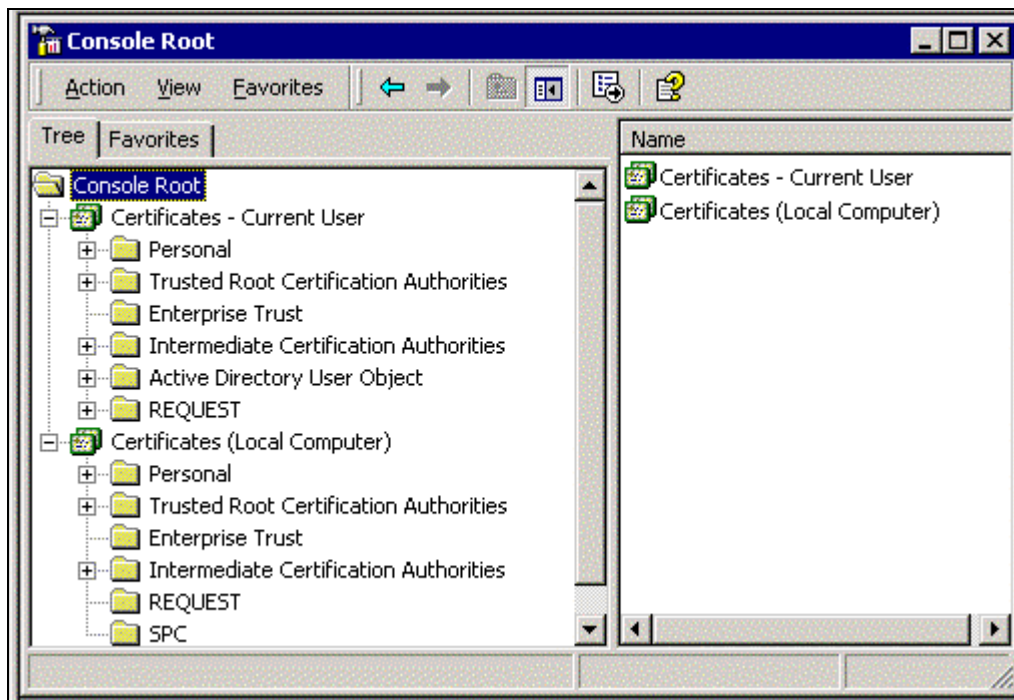 Console Root
Action View Favorites
Tree Favorites
Name
Console Root
Certificates - Current User
Personal
Trusted Root Certification Authorities
Enterprise Trust
Intermediate Certification Authorities
Active Directory User Object
REQUEST
Certificates (Local Computer)
Personal
Trusted Root Certification Authorities
Enterprise Trust
Intermediate Certification Authorities
REQUEST
SPC
Certificates - Current User
Certificates (Local Computer)